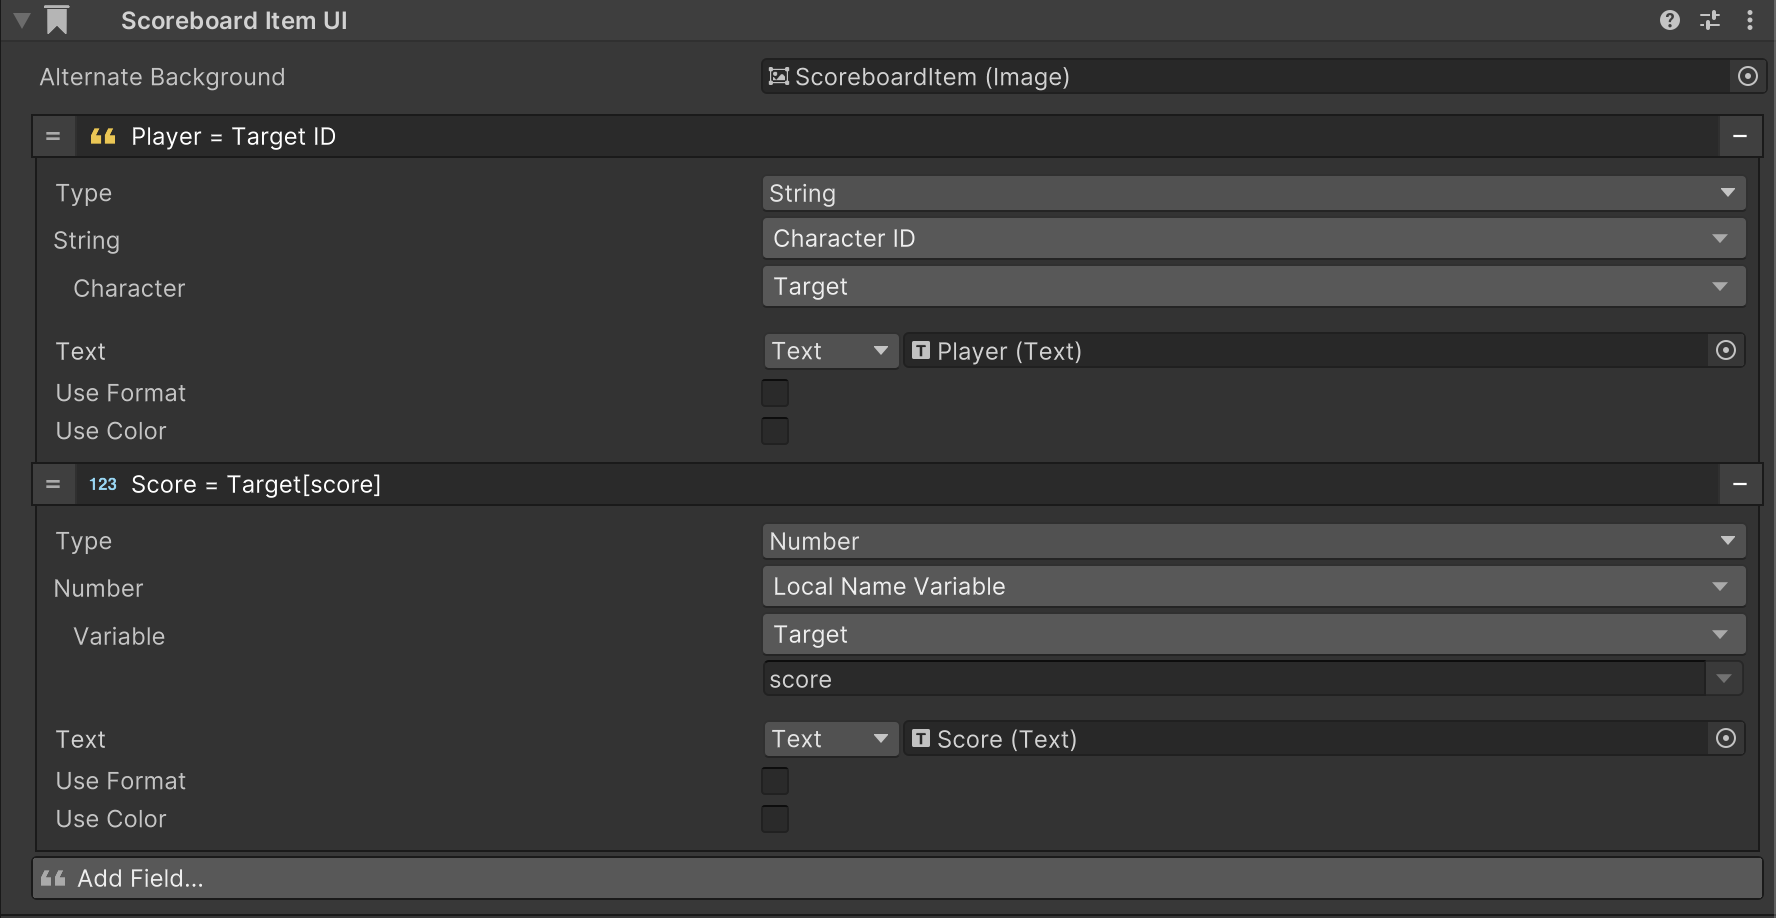 Scoreboard Item UI
Alternate Background ScoreboardItem (Image)
Player = Target ID
Type String
String Character ID
Character Target
Text Text Player (Text)
Use Format
Use Color
123 Score = Target[score]
Type Number
Number Local Name Variable
Variable Target
score
Text Text Score (Text)
Use Format
Use Color
Add Field...